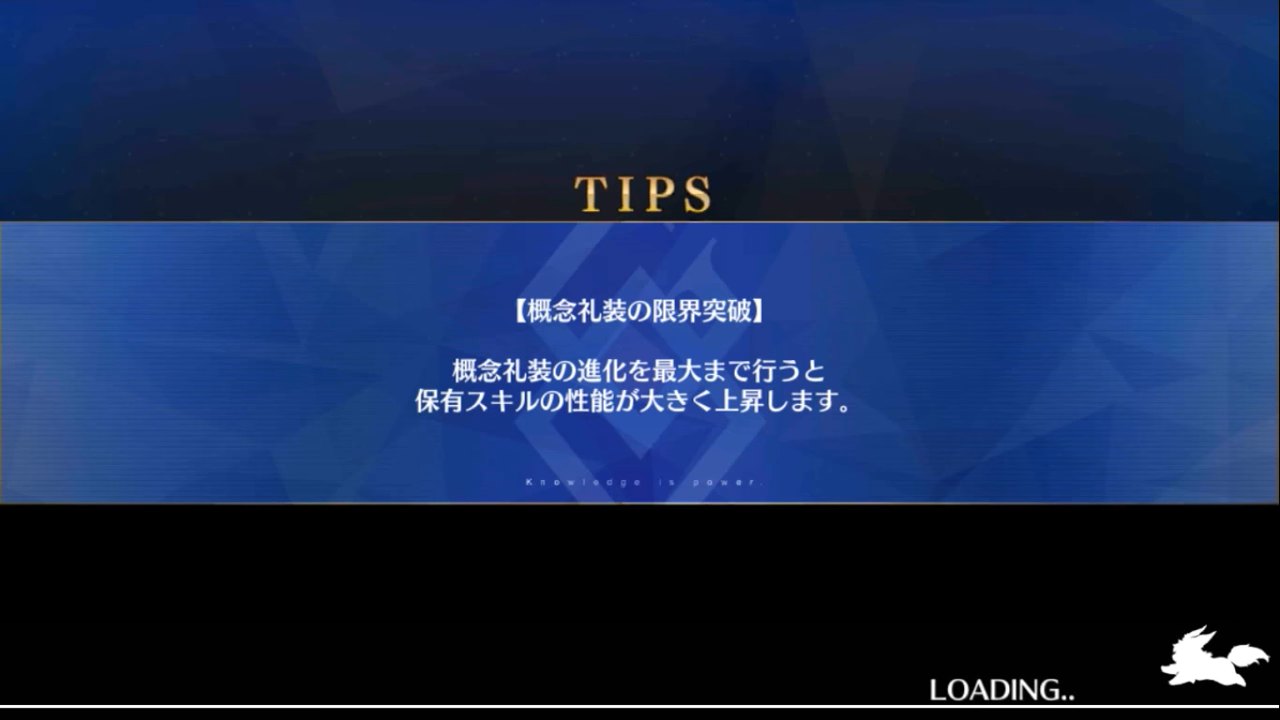 TIPS
【概念礼装の限界突破】
概念礼装の進化を最大まで行うと
保有スキルの性能が大きく上昇します。
Knowledge is power.
LOADING..